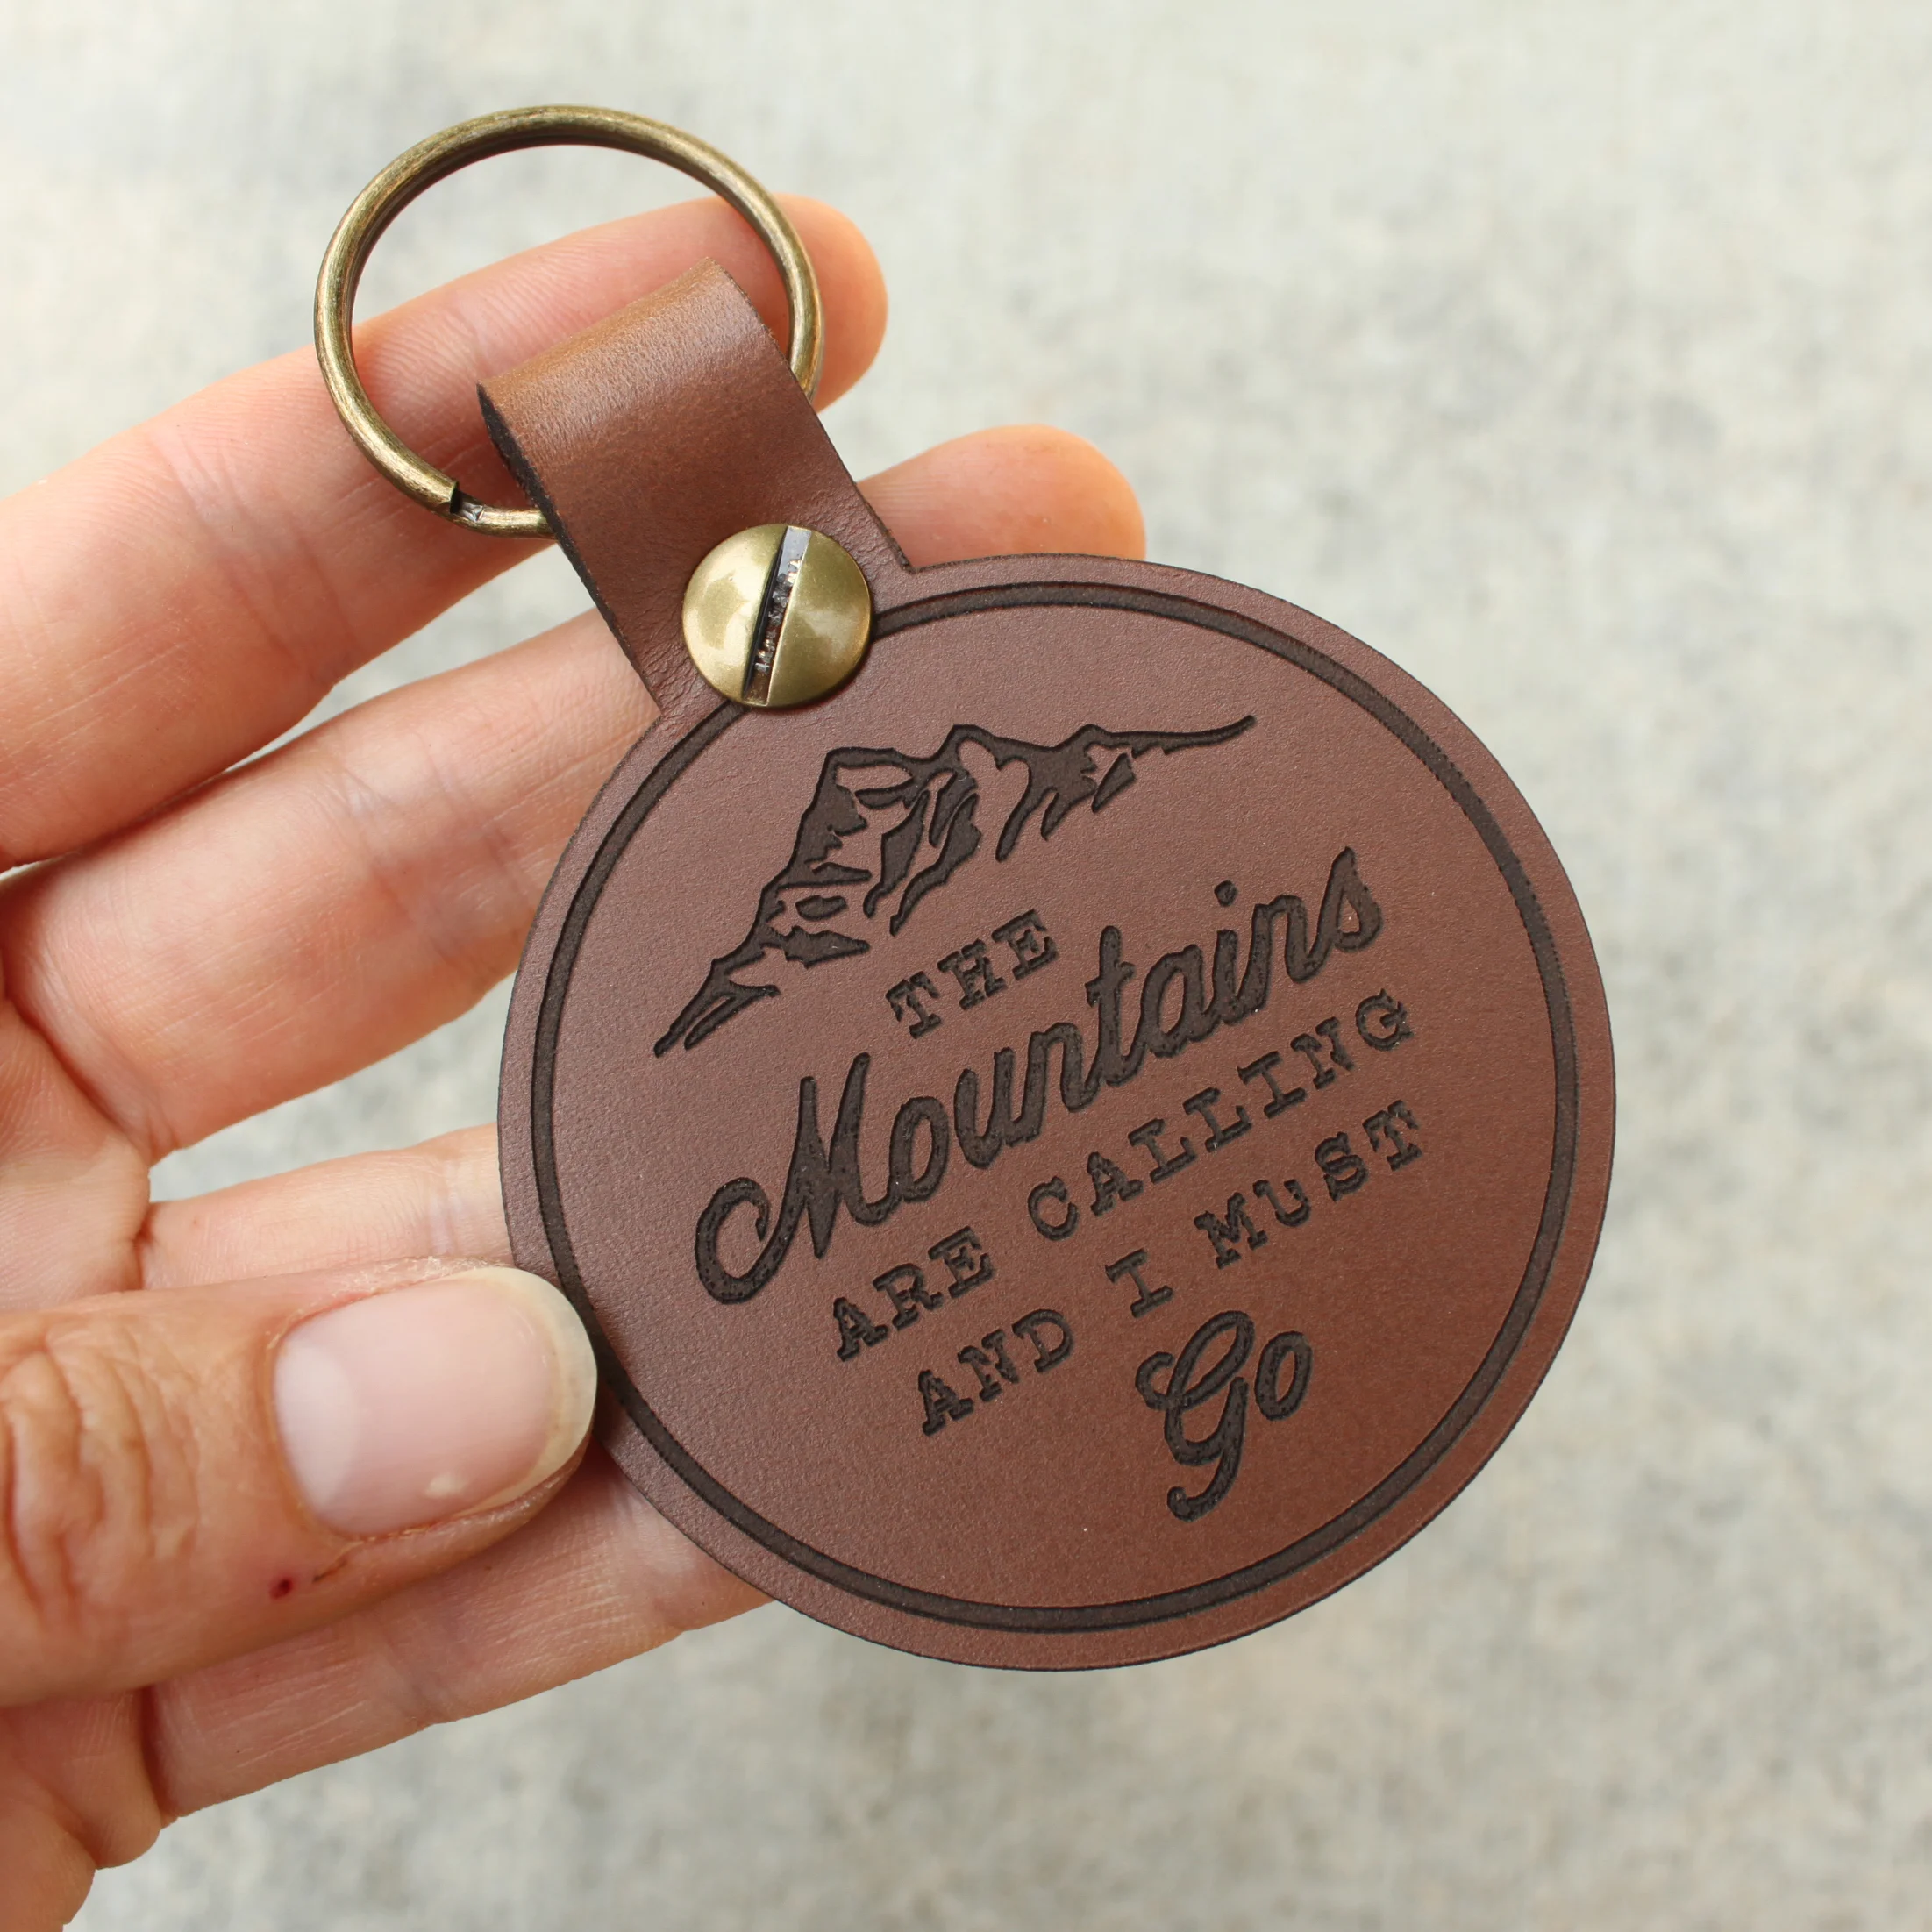 THE
Mountains
ARE CALLING
AND I MUST
Go